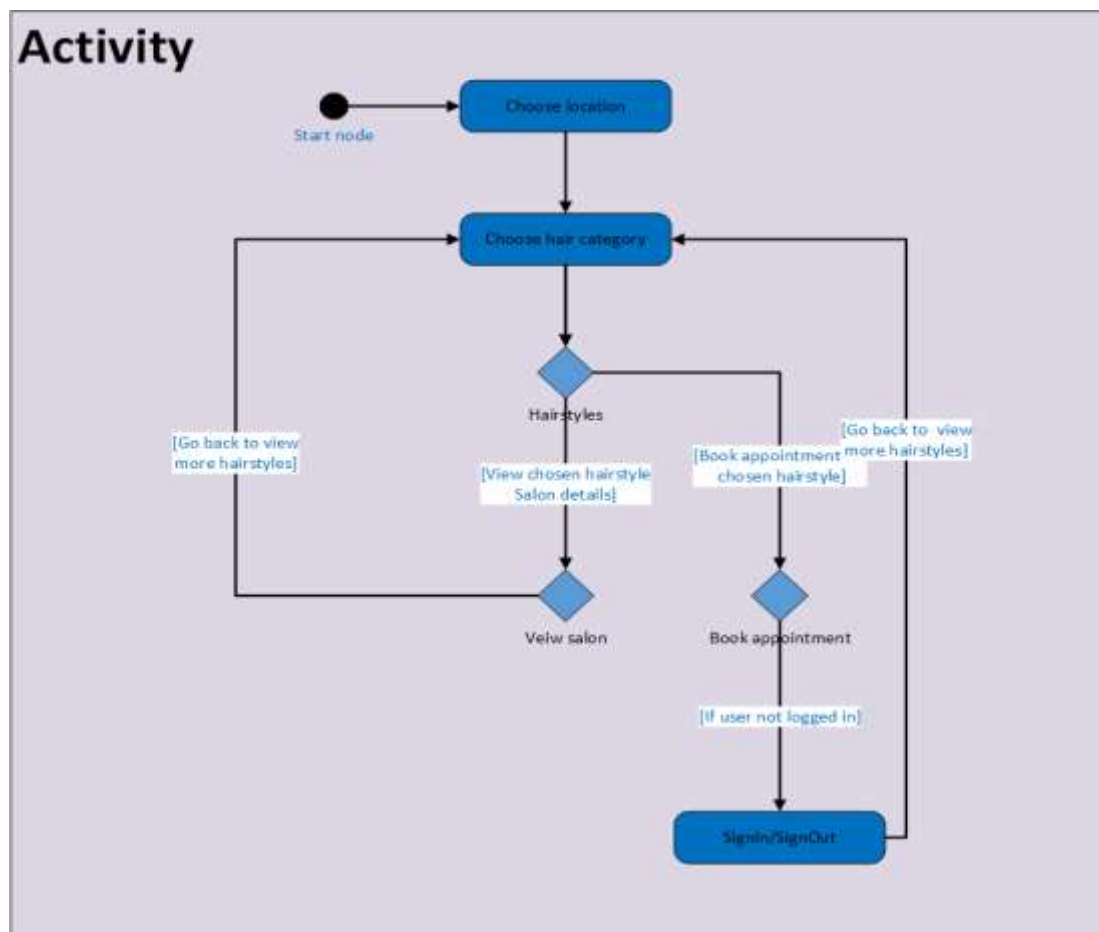 Activity
Choose location
Start node
Choose hair category
Hairstyles
[Go back to view
more hairstyles]
[View chosen hairstyle
Salon details]
[Book appointment
chosen hairstyle]
[Go back to view
more hairstyles]
Veiw salon
Book appointment
[If user not logged in]
SignIn/SignOut